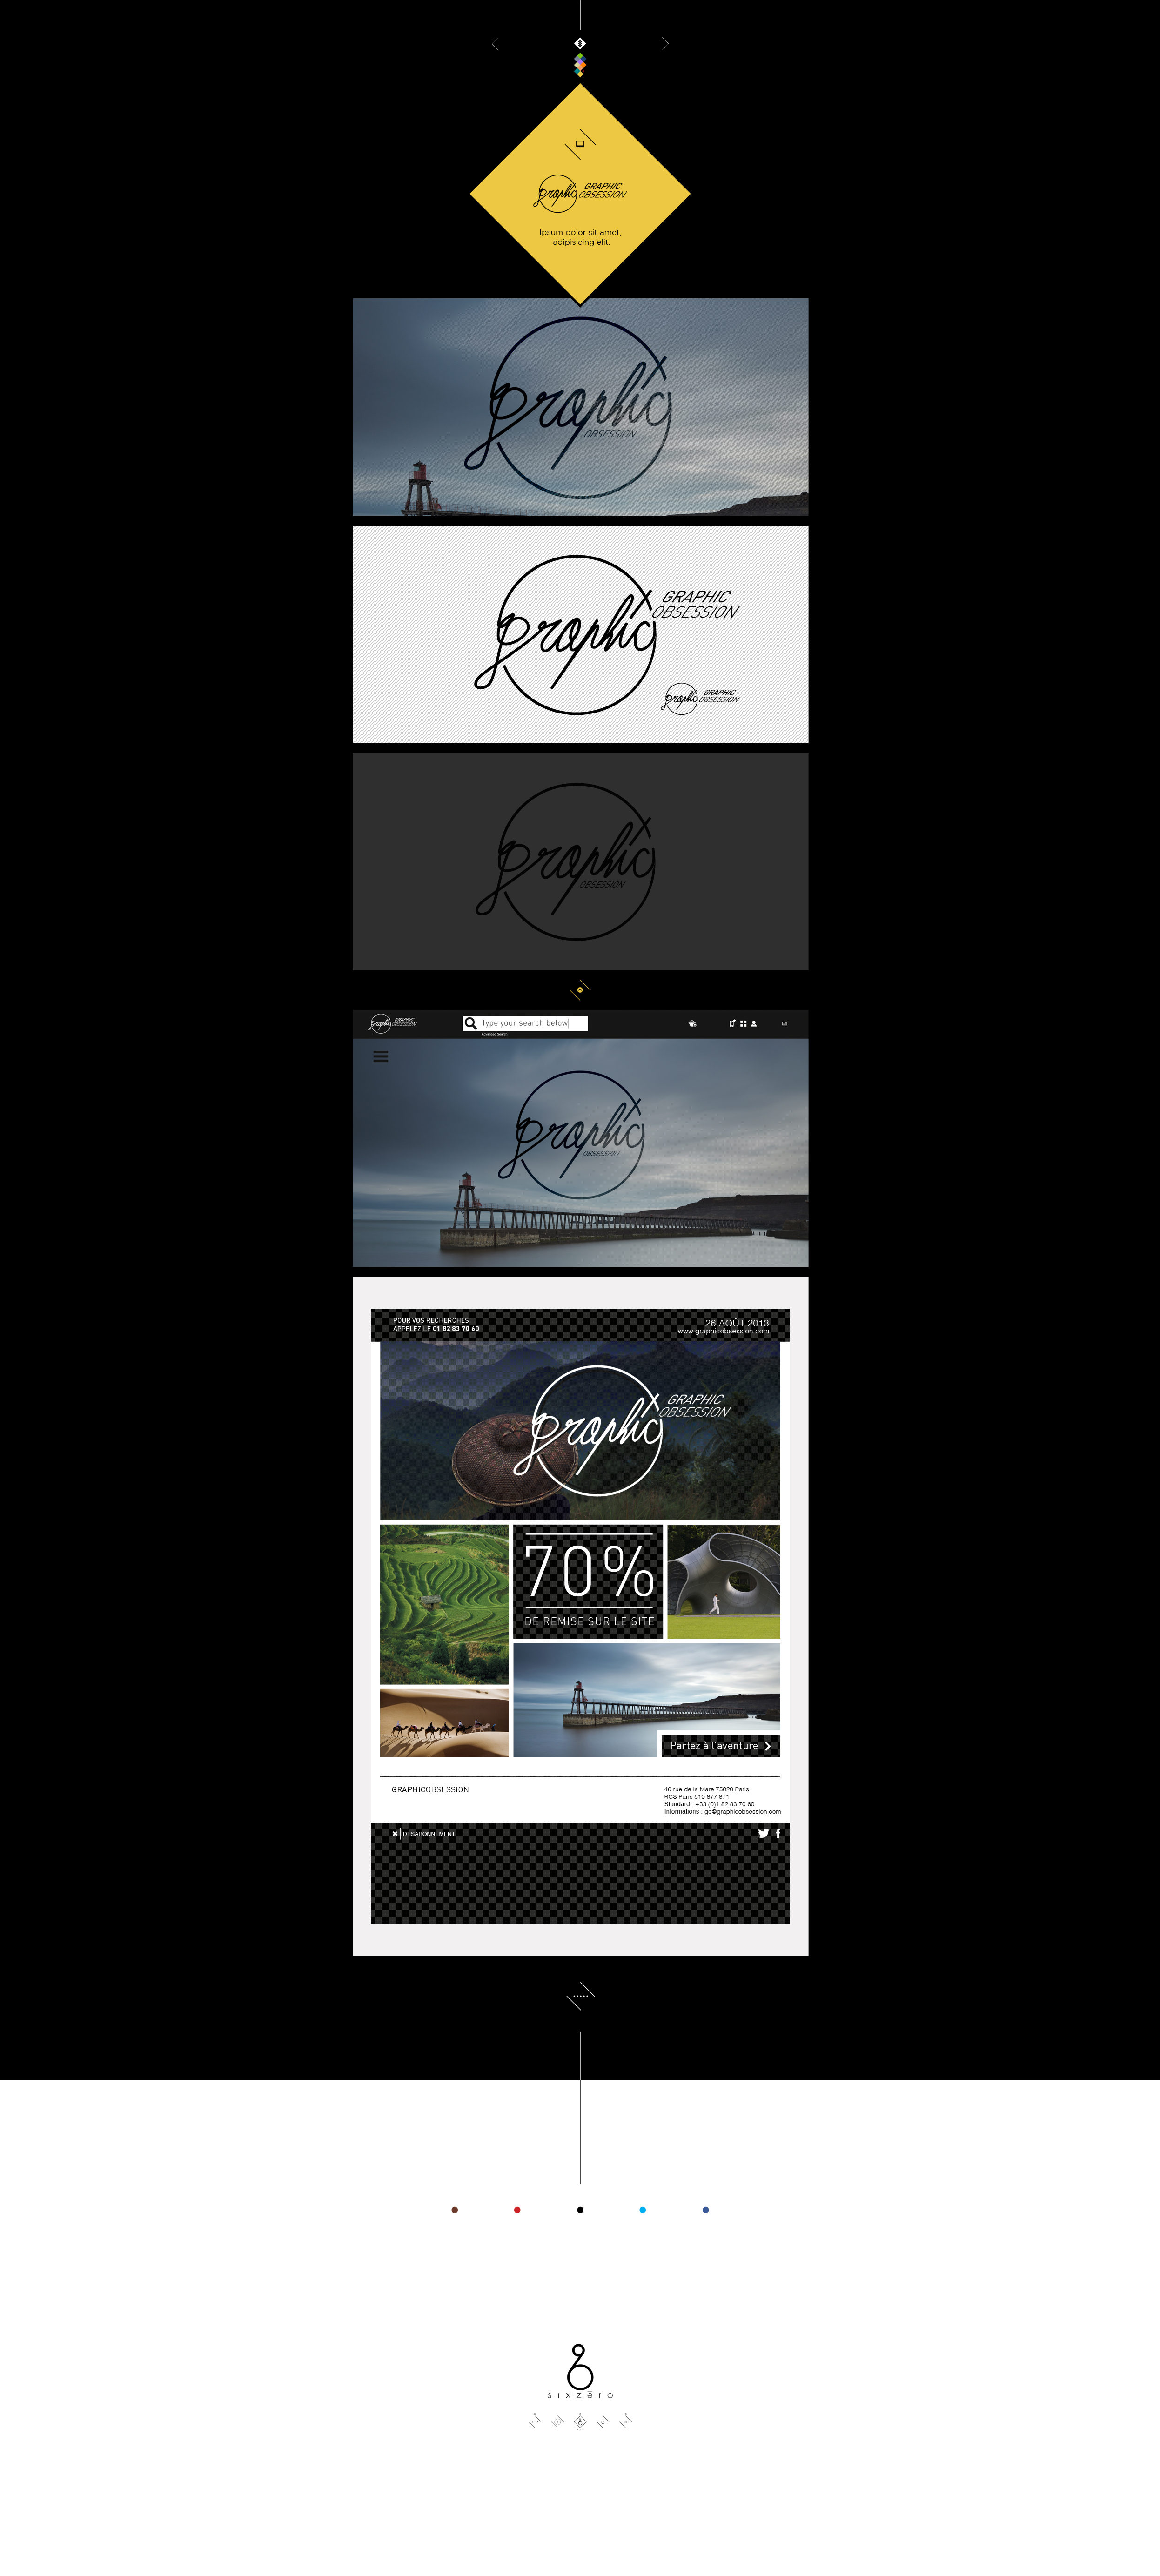 graphic
GRAPHIC
OBSESSION
Ipsum dolor sit amet,
adipisicing elit.
graphic
OBSESSION
graphic
GRAPHIC
OBSESSION
graphic
GRAPHIC
OBSESSION
graphic
OBSESSION
graphic
GRAPHIC
OBSESSION
Type your search below
Advanced Search
En
graphic
OBSESSION
POUR VOS RECHERCHES
APPELEZ LE 01 82 83 70 60
26 AOÛT 2013
www.graphicobsession.com
graphic
GRAPHIC
OBSESSION
70%
DE REMISE SUR LE SITE
Partez à l'aventure
GRAPHICOBSESSION
46 rue de la Mare 75020 Paris
RCS Paris 510 877 871
Standard : +33 (0)1 82 83 70 60
Informations : go@graphicobsession.com
DÉSABONNEMENT
sixzëro